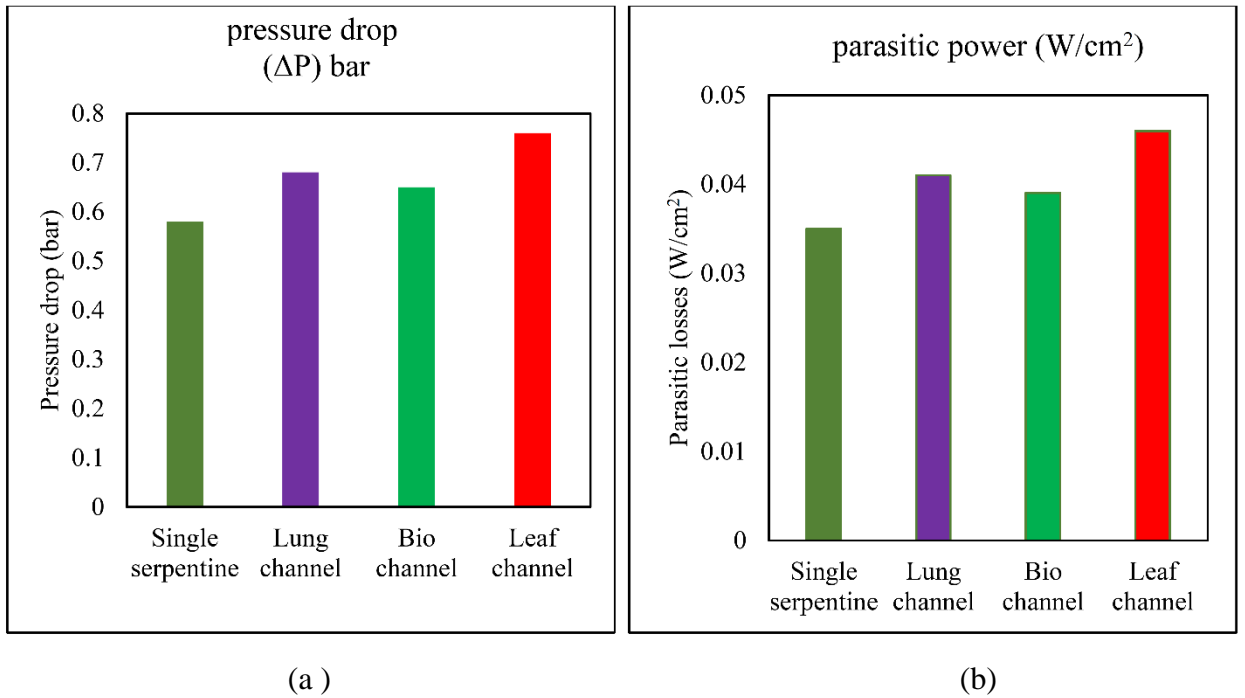 pressure drop
(ΔP) bar
Pressure drop (bar)
0.8
0.7
0.6
0.5
0.4
0.3
0.2
0.1
0
Single serpentine
Lung channel
Bio channel
Leaf channel
(a )
parasitic power (W/cm²)
Parasitic losses (W/cm²)
0.05
0.04
0.03
0.02
0.01
0
Single serpentine
Lung channel
Bio channel
Leaf channel
(b)